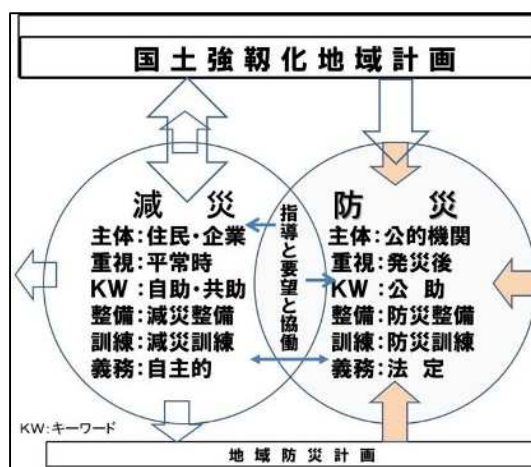 国土強靱化地域計画
減 災
主体:住民・企業
重視:平常時
KW:自助・共助
整備:減災整備
訓練:減災訓練
義務:自主的
指導と要望と協働
防 災
主体:公的機関
重視:発災後
KW:公助
整備:防災整備
訓練:防災訓練
義務:法 定
KW:キーワード
地 域 防 災 計 画